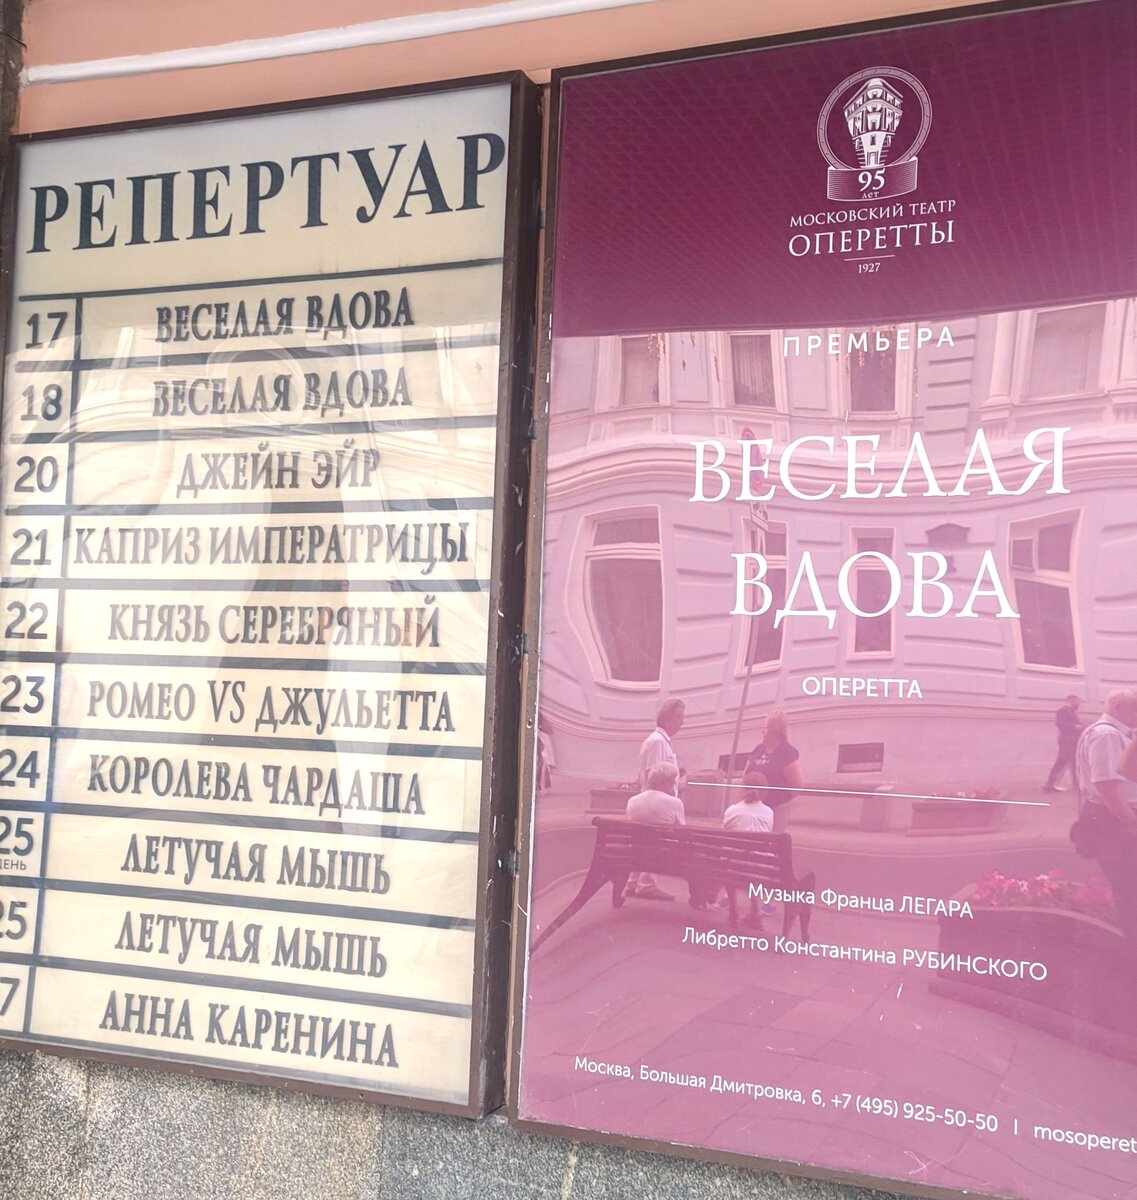 РЕПЕРТУАР
17 ВЕСЕЛАЯ ВДОВА
18 ВЕСЕЛАЯ ВДОВА
20 ДЖЕЙН ЭЙР
21 КАПРИЗ ИМПЕРАТРИЦЫ
22 КНЯЗЬ СЕРЕБРЯНЫЙ
23 РОМЕО VS ДЖУЛЬЕТТА
24 КОРОЛЕВА ЧАРДАША
25 ЛЕТУЧАЯ МЫШЬ
ДЕНЬ
25 ЛЕТУЧАЯ МЫШЬ
7 АННА КАРЕНИНА
95
ЛЕТ
МОСКОВСКИЙ ТЕАТР
ОПЕРЕТТЫ
1927
ПРЕМЬЕРА
ВЕСЕЛАЯ
ВДОВА
ОПЕРЕТТА
Музыка Франца ЛЕГАРА
Либретто Константина РУБИНСКОГО
Москва, Большая Дмитровка, 6, +7 (495) 925-50-50 | mosoperet